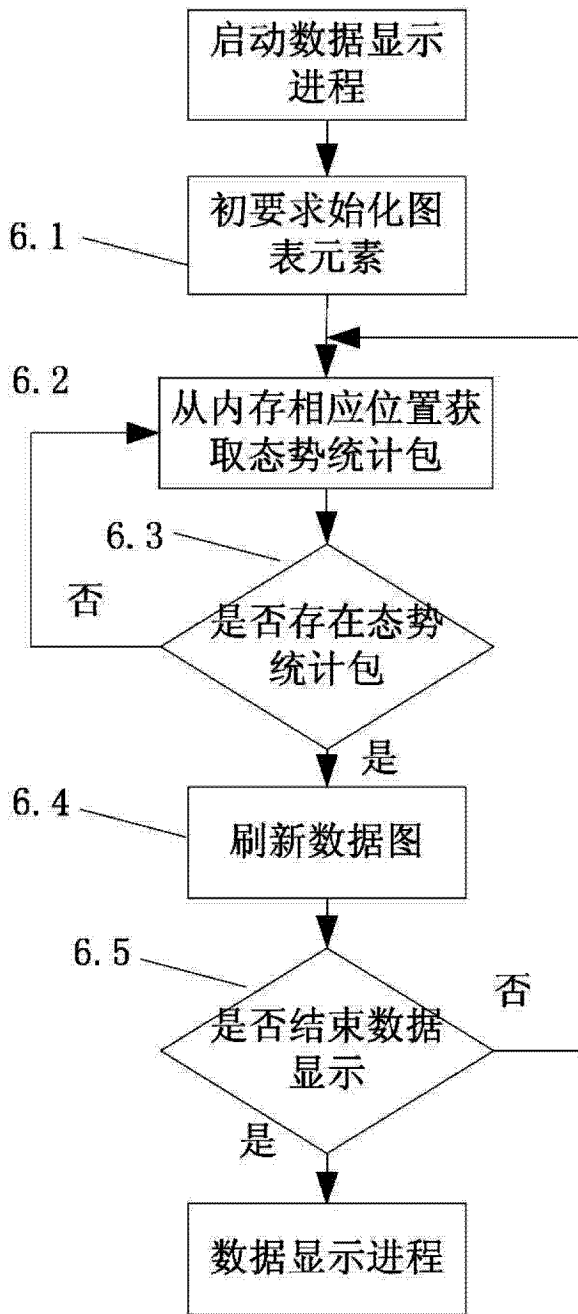 启动数据显示
进程
6.1
初要求始化图
表元素
6.2
从内存相应位置获
取态势统计包
6.3
否
是否存在态势
统计包
是
6.4
刷新数据图
6.5
否
是否结束数据
显示
是
数据显示进程